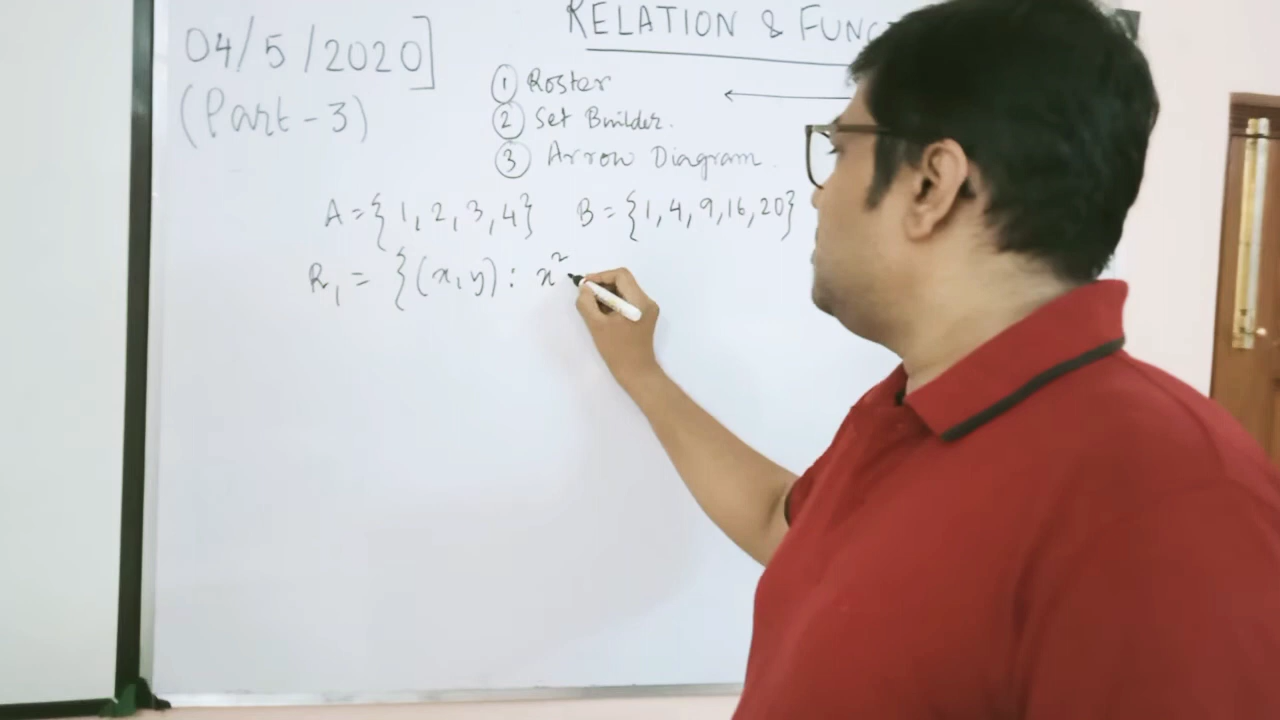 04/5/2020]
(Part-3)
RELATION & FUNC
① Roster
② Set Builder.
③ Arrow Diagram.
A = {1, 2, 3, 4} B = {1, 4, 9, 16, 20}
R₁ = {(x, y) : x²